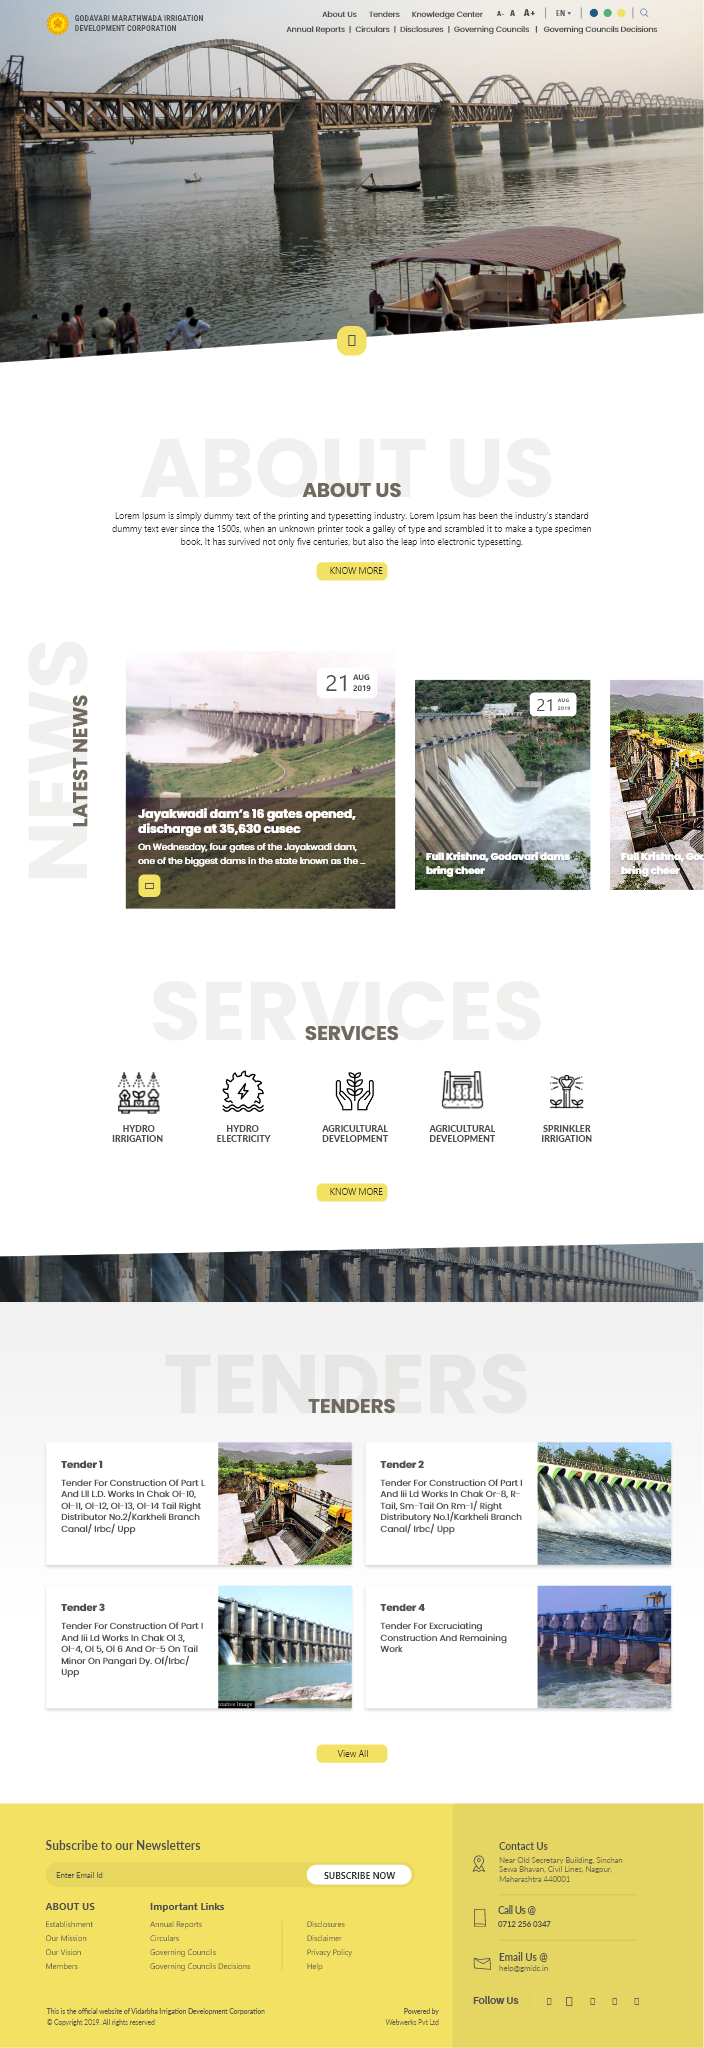 GODAVARI MARATHWADA IRRIGATION
DEVELOPMENT CORPORATION
About Us Tenders Knowledge Center A- A A+ | EN | |
Annual Reports | Circulars | Disclosures | Governing Councils | Governing Councils Decisions
ABOUT US
ABOUT US
Lorem Ipsum is simply dummy text of the printing and typesetting industry. Lorem Ipsum has been the industry's standard
dummy text ever since the 1500s, when an unknown printer took a galley of type and scrambled it to make a type specimen
book. It has survived not only five centuries, but also the leap into electronic typesetting.
KNOW MORE
NEWS
LATEST NEWS
21 AUG
2019
Jayakwadi dam's 16 gates opened,
discharge at 35,630 cusec
On Wednesday, four gates of the Jayakwadi dam,
one of the biggest dams in the state known as the ...
21 AUG
2019
Full Krishna, Godavari dams
bring cheer
Full Krishna, Go
bring cheer
SERVICES
SERVICES
HYDRO
IRRIGATION
HYDRO
ELECTRICITY
AGRICULTURAL
DEVELOPMENT
AGRICULTURAL
DEVELOPMENT
SPRINKLER
IRRIGATION
KNOW MORE
TENDERS
TENDERS
Tender 1
Tender For Construction Of Part I,
And Lll L.D. Works In Chak Ol-10,
Ol-11, Ol-12, Ol-13, Ol-14 Tail Right
Distributor No.2/Karkheli Branch
Canal/ Irbc/ Upp
Tender 2
Tender For Construction Of Part I
And Iii Ld Works In Chak Or-8, R-
Tail, Sm-Tail On Rm-1/ Right
Distributory No.1/Karkheli Branch
Canal/ Irbc/ Upp
Tender 3
Tender For Construction Of Part I
And Iii Ld Works In Chak Ol 3,
Ol-4, Ol 5, Ol 6 And Or-5 On Tail
Minor On Pangari Dy. Of/Irbc/
Upp
ntative Image
Tender 4
Tender For Excruciating
Construction And Remaining
Work
View All
Subscribe to our Newsletters
Enter Email Id SUBSCRIBE NOW
ABOUT US
Establishment
Our Mission
Our Vision
Members
Important Links
Annual Reports
Circulars
Governing Councils
Governing Councils Decisions
Disclosures
Disclaimer
Privacy Policy
Help
This is the official website of Vidarbha Irrigation Development Corporation
© Copyright 2019. All rights reserved
Powered by
Webwerks Pvt Ltd
Contact Us
Near Old Secretary Building, Sinchan
Sewa Bhavan, Civil Lines, Nagpur,
Maharashtra 440001
Call Us @
0712 256 0347
Email Us @
help@gmidc.in
Follow Us